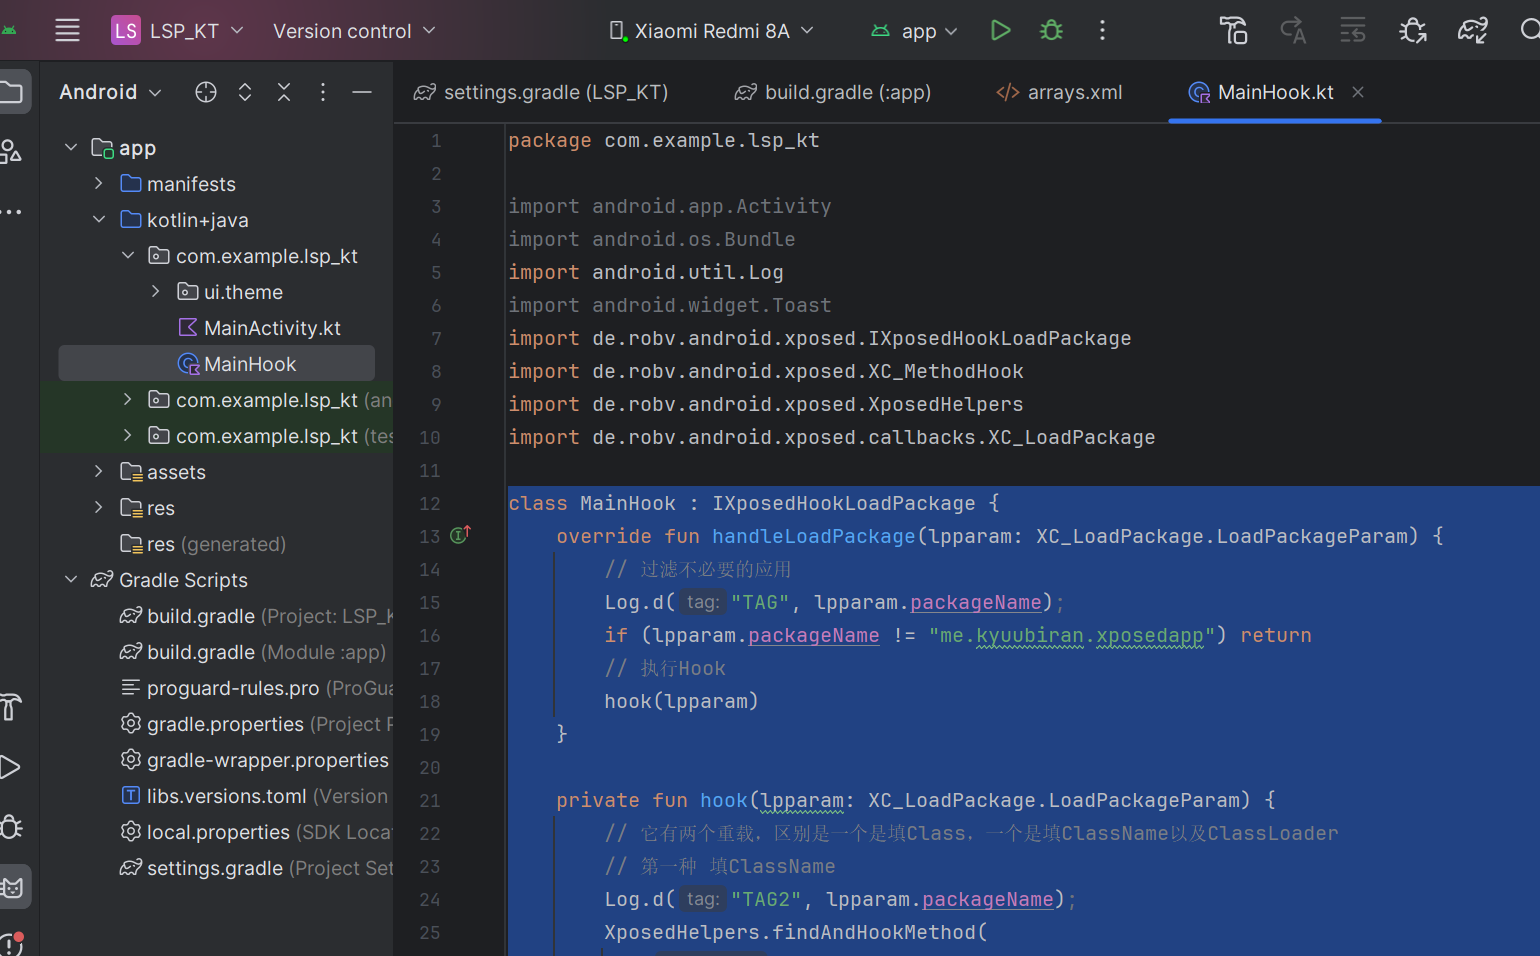 LS LSP_KT Version control Xiaomi Redmi 8A app
Android
settings.gradle (LSP_KT) build.gradle (:app) arrays.xml MainHook.kt
app
manifests
kotlin+java
com.example.lsp_kt
ui.theme
MainActivity.kt
MainHook
com.example.lsp_kt (an
com.example.lsp_kt (tes
assets
res
res (generated)
Gradle Scripts
build.gradle (Project: LSP_K
build.gradle (Module :app)
proguard-rules.pro (ProGua
gradle.properties (Project P
gradle-wrapper.properties
libs.versions.toml (Version
local.properties (SDK Locat
settings.gradle (Project Set
1 package com.example.lsp_kt
2
3 import android.app.Activity
4 import android.os.Bundle
5 import android.util.Log
6 import android.widget.Toast
7 import de.robv.android.xposed.IXposedHookLoadPackage
8 import de.robv.android.xposed.XC_MethodHook
9 import de.robv.android.xposed.XposedHelpers
10 import de.robv.android.xposed.callbacks.XC_LoadPackage
11
12 class MainHook : IXposedHookLoadPackage {
13 override fun handleLoadPackage(lpparam: XC_LoadPackage.LoadPackageParam) {
14 // 过滤不必要的应用
15 Log.d( tag: "TAG", lpparam.packageName);
16 if (lpparam.packageName != "me.kyuubiran.xposedapp") return
17 // 执行Hook
18 hook(lpparam)
19 }
20
21 private fun hook(lpparam: XC_LoadPackage.LoadPackageParam) {
22 // 它有两个重载，区别是一个是填Class，一个是填ClassName以及ClassLoader
23 // 第一种 填ClassName
24 Log.d( tag: "TAG2", lpparam.packageName);
25 XposedHelpers.findAndHookMethod(